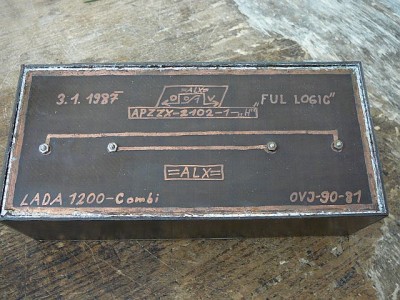 3.1.1987
=ALX=
APZZX-2102-1-„H"
„FUL LOGIC"
=ALX=
LADA 1200-Combi
OVJ-90-81